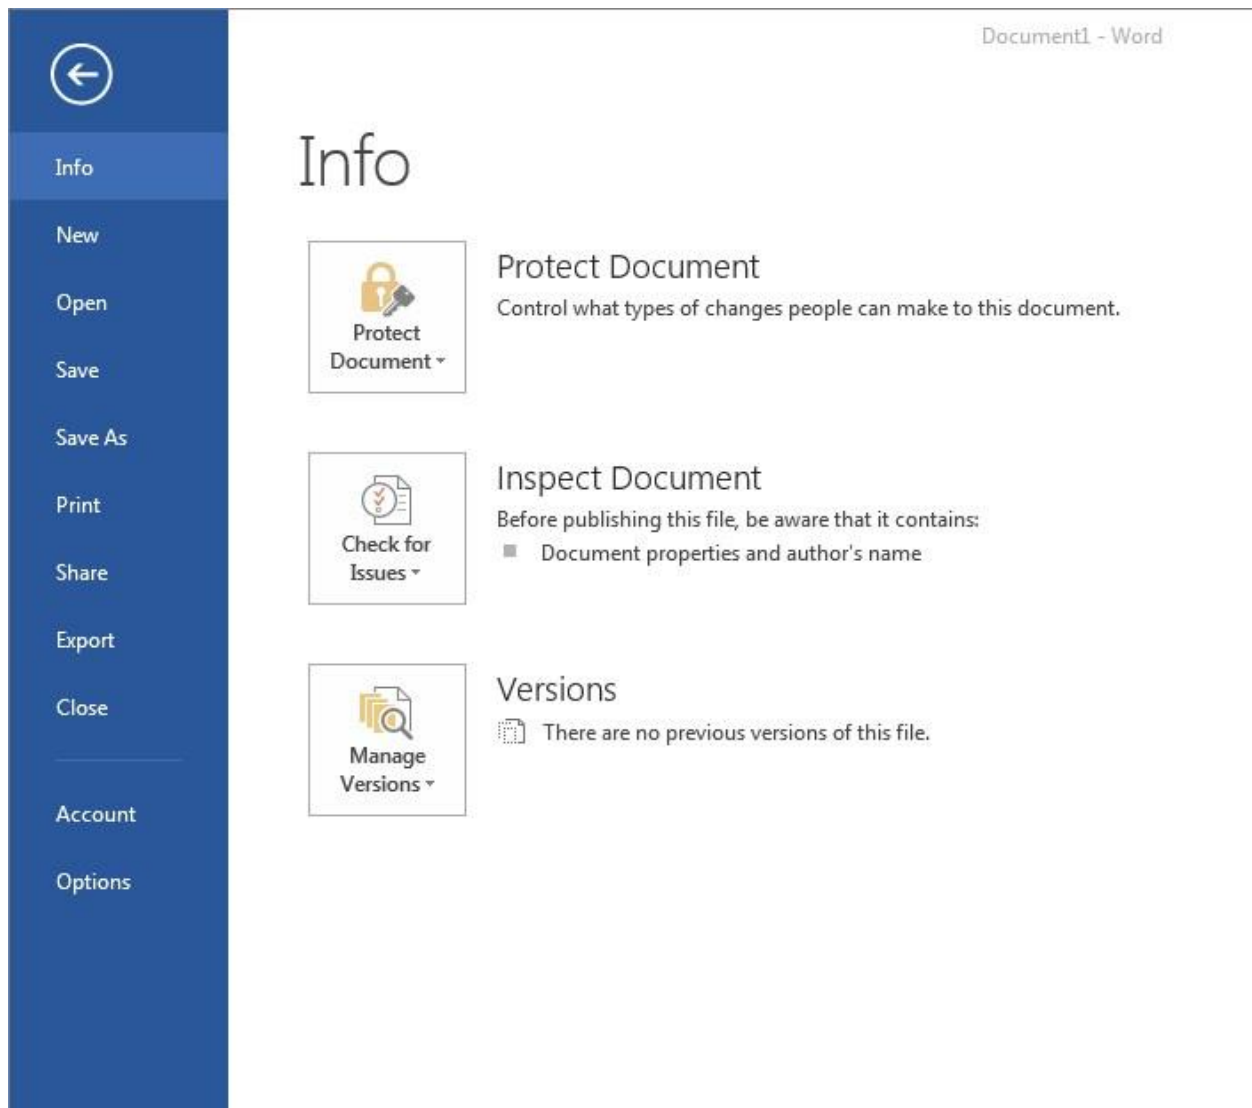 Document1 - Word
Info
New
Open
Save
Save As
Print
Share
Export
Close
Account
Options
Info
Protect
Document
Protect Document
Control what types of changes people can make to this document.
Check for
Issues
Inspect Document
Before publishing this file, be aware that it contains:
Document properties and author's name
Manage
Versions
Versions
There are no previous versions of this file.